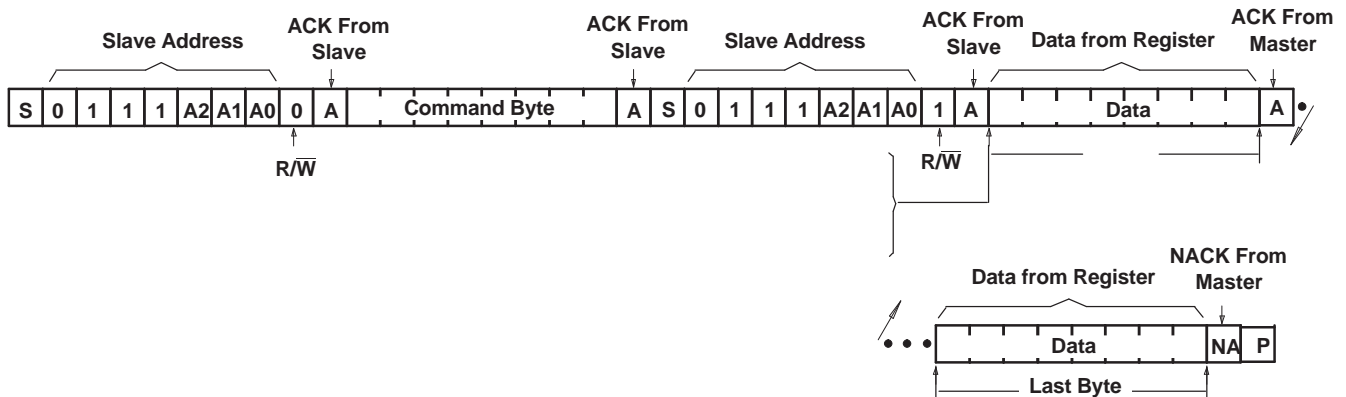 Slave Address
ACK From
Slave
ACK From
Slave
Slave Address
ACK From
Slave
Data from Register
ACK From
Master
S 0 1 1 1 A2 A1 A0 0 A Command Byte A S 0 1 1 1 A2 A1 A0 1 A Data A
R/W̅
R/W̅
Data from Register
NACK From
Master
Data NA P
Last Byte